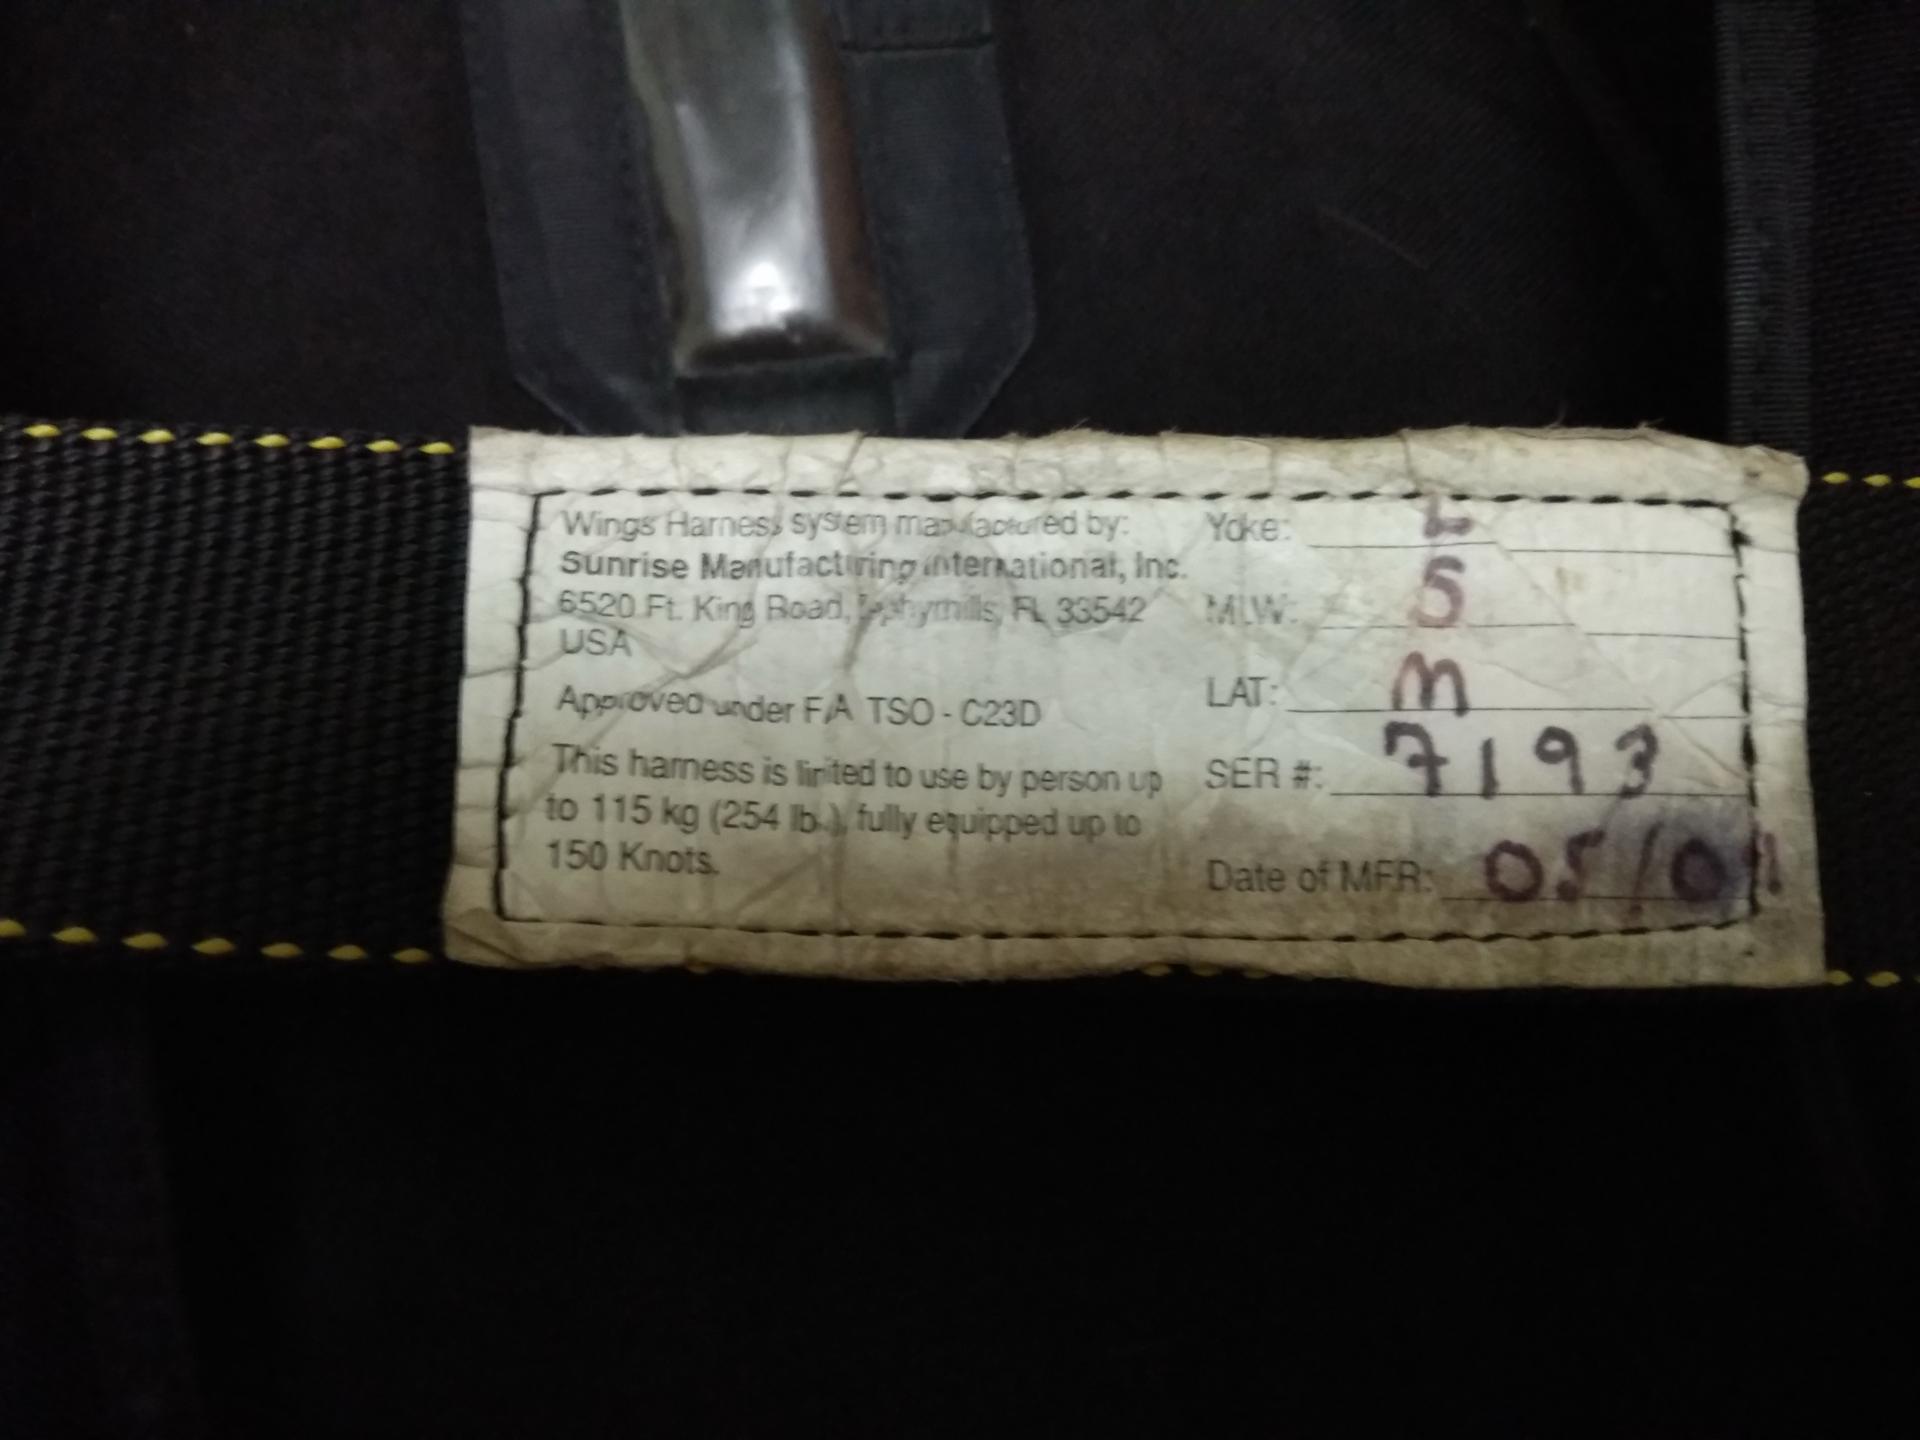 Wings Harness system manufactured by:
Sunrise Manufacturing International, Inc.
6520 Ft. King Road, Zephyrhills, FL 33542
USA
Approved under FAA TSO - C23D
This harness is limited to use by person up
to 115 kg (254 lb.), fully equipped up to
150 Knots.
Yoke: L
MLW: S
LAT: M
SER #: 7193
Date of MFR: 05/0